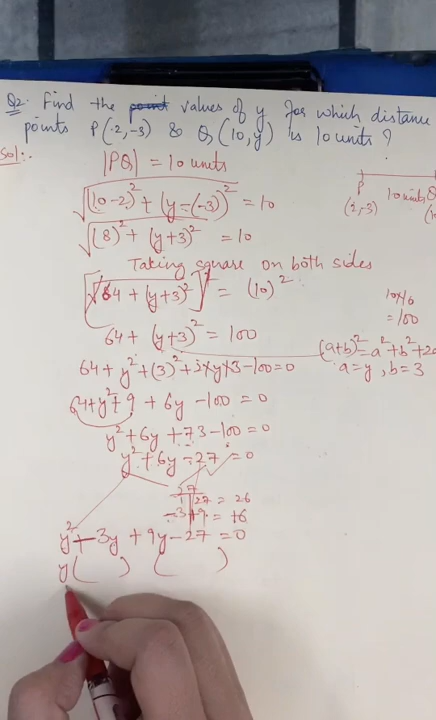 Q2. Find the values of y for which distance
points P(2,-3) & Q(10,y) is 10 units ?
Sol:-
|PQ| = 10 units
√(10-2)² + (y-(-3))² = 10
√(8)² + (y+3)² = 10
P 10 units Q
(2,-3)
Taking square on both sides
[√64 + (y+3)²]² = (10)²
10×10
= 100
64 + (y+3)² = 100
(a+b)² = a² + b² + 2a
a=y, b=3
64 + y² + (3)² + 2×y×3 - 100 = 0
64 + y² + 9 + 6y - 100 = 0
y² + 6y + 73 - 100 = 0
y² + 6y - 27 = 0
27
-1 27 = 26
-3+9 = +6
y² - 3y + 9y - 27 = 0
y( ) ( )